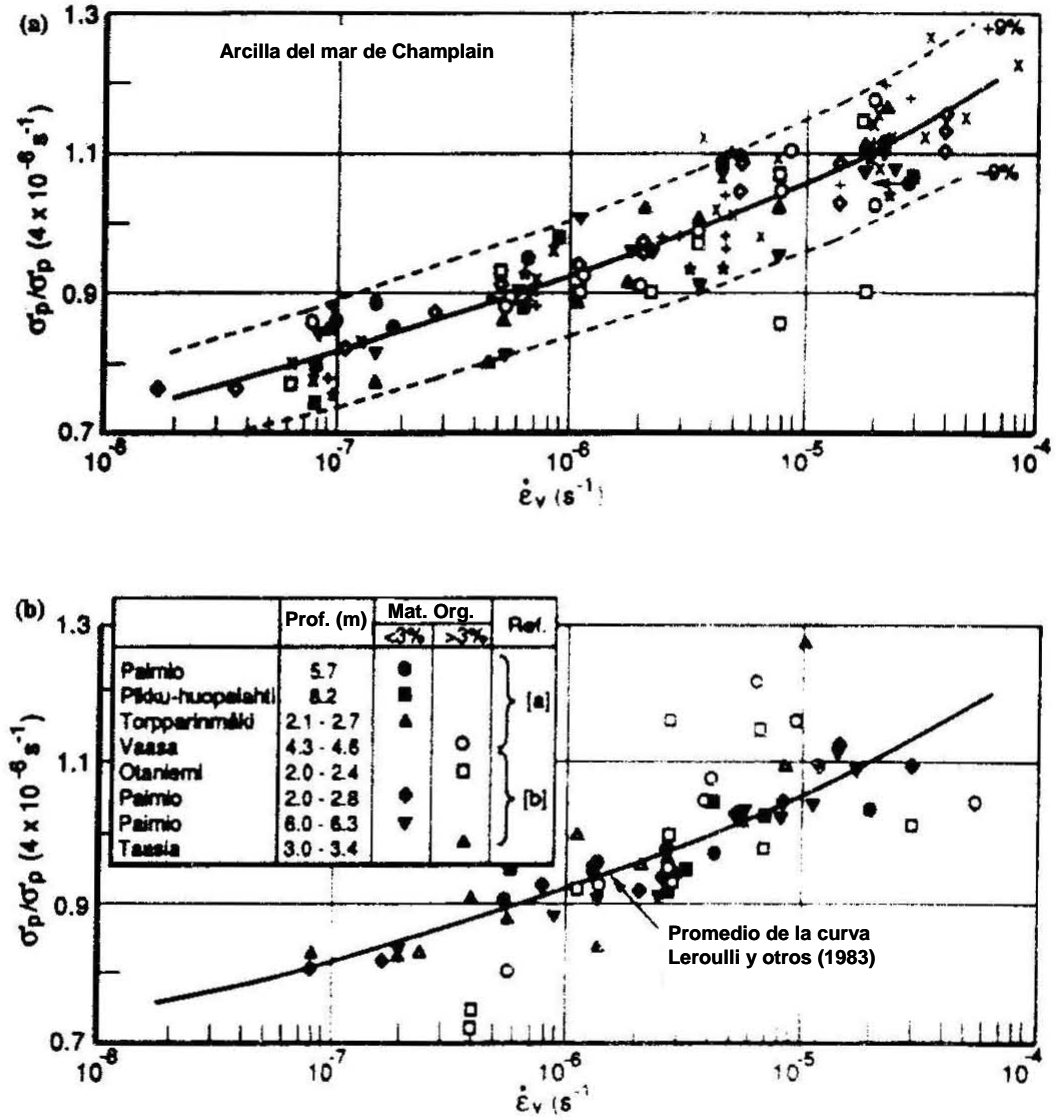 (a)
1.3
Arcilla del mar de Champlain
+9%
1.1
-9%
σp/σp (4 x 10⁻⁶ s⁻¹)
0.9
0.7
10⁻⁸ 10⁻⁷ 10⁻⁶ 10⁻⁵ 10⁻⁴
ε̇v (s⁻¹)
(b)
1.3
Prof. (m) Mat. Org. Ref.
<3% >3%
Paimio 5.7
Pikku-huopalahti 8.2 [a]
Torpparinmäki 2.1 - 2.7
Vaasa 4.3 - 4.6
Otaniemi 2.0 - 2.4
Paimio 2.0 - 2.8 [b]
Paimio 6.0 - 6.3
Taasia 3.0 - 3.4
1.1
σp/σp (4 x 10⁻⁶ s⁻¹)
0.9
Promedio de la curva
Leroulli y otros (1983)
0.7
10⁻⁸ 10⁻⁷ 10⁻⁶ 10⁻⁵ 10⁻⁴
ε̇v (s⁻¹)